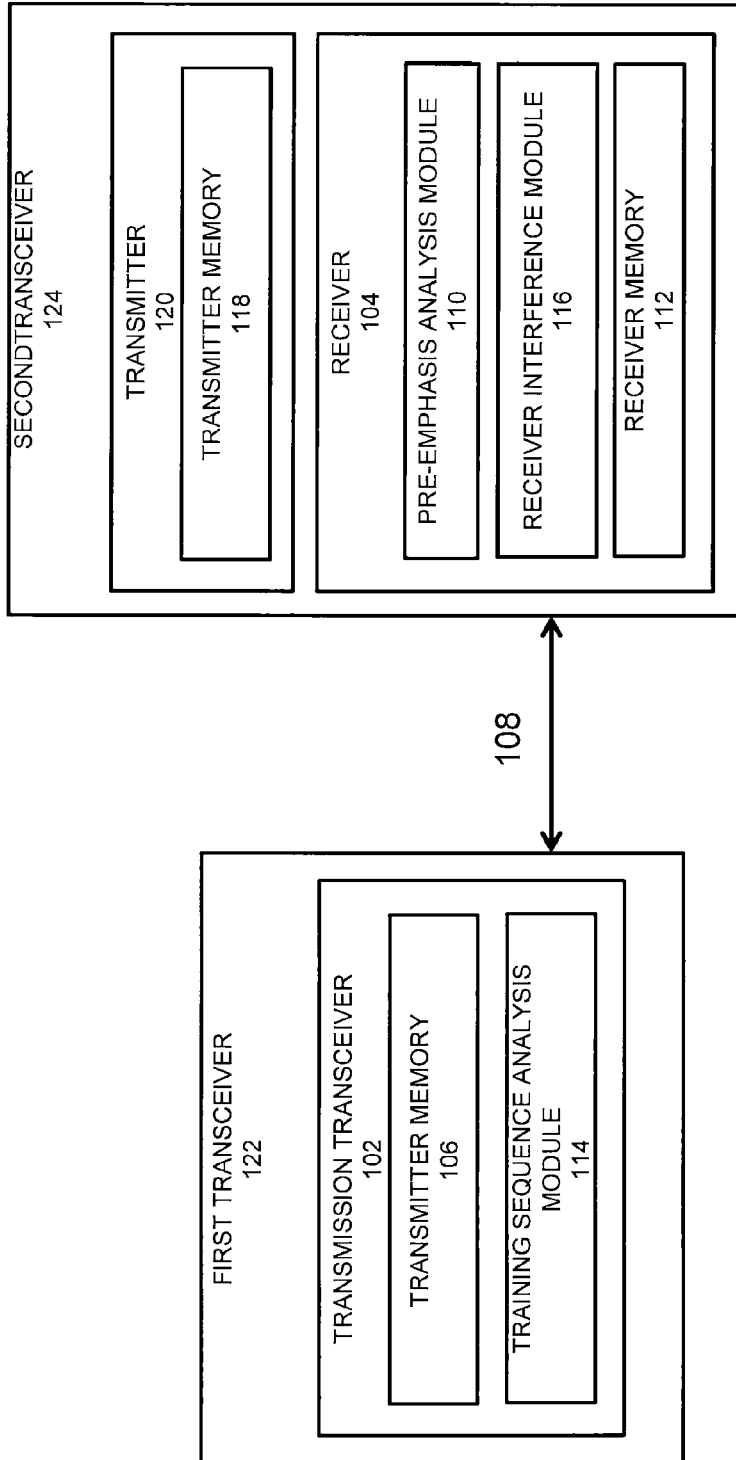 FIRST TRANSCEIVER
122
TRANSMISSION TRANSCEIVER
102
TRANSMITTER MEMORY
106
TRAINING SEQUENCE ANALYSIS
MODULE
114
108
SECONDTRANSCEIVER
124
TRANSMITTER
120
TRANSMITTER MEMORY
118
RECEIVER
104
PRE-EMPHASIS ANALYSIS MODULE
110
RECEIVER INTERFERENCE MODULE
116
RECEIVER MEMORY
112